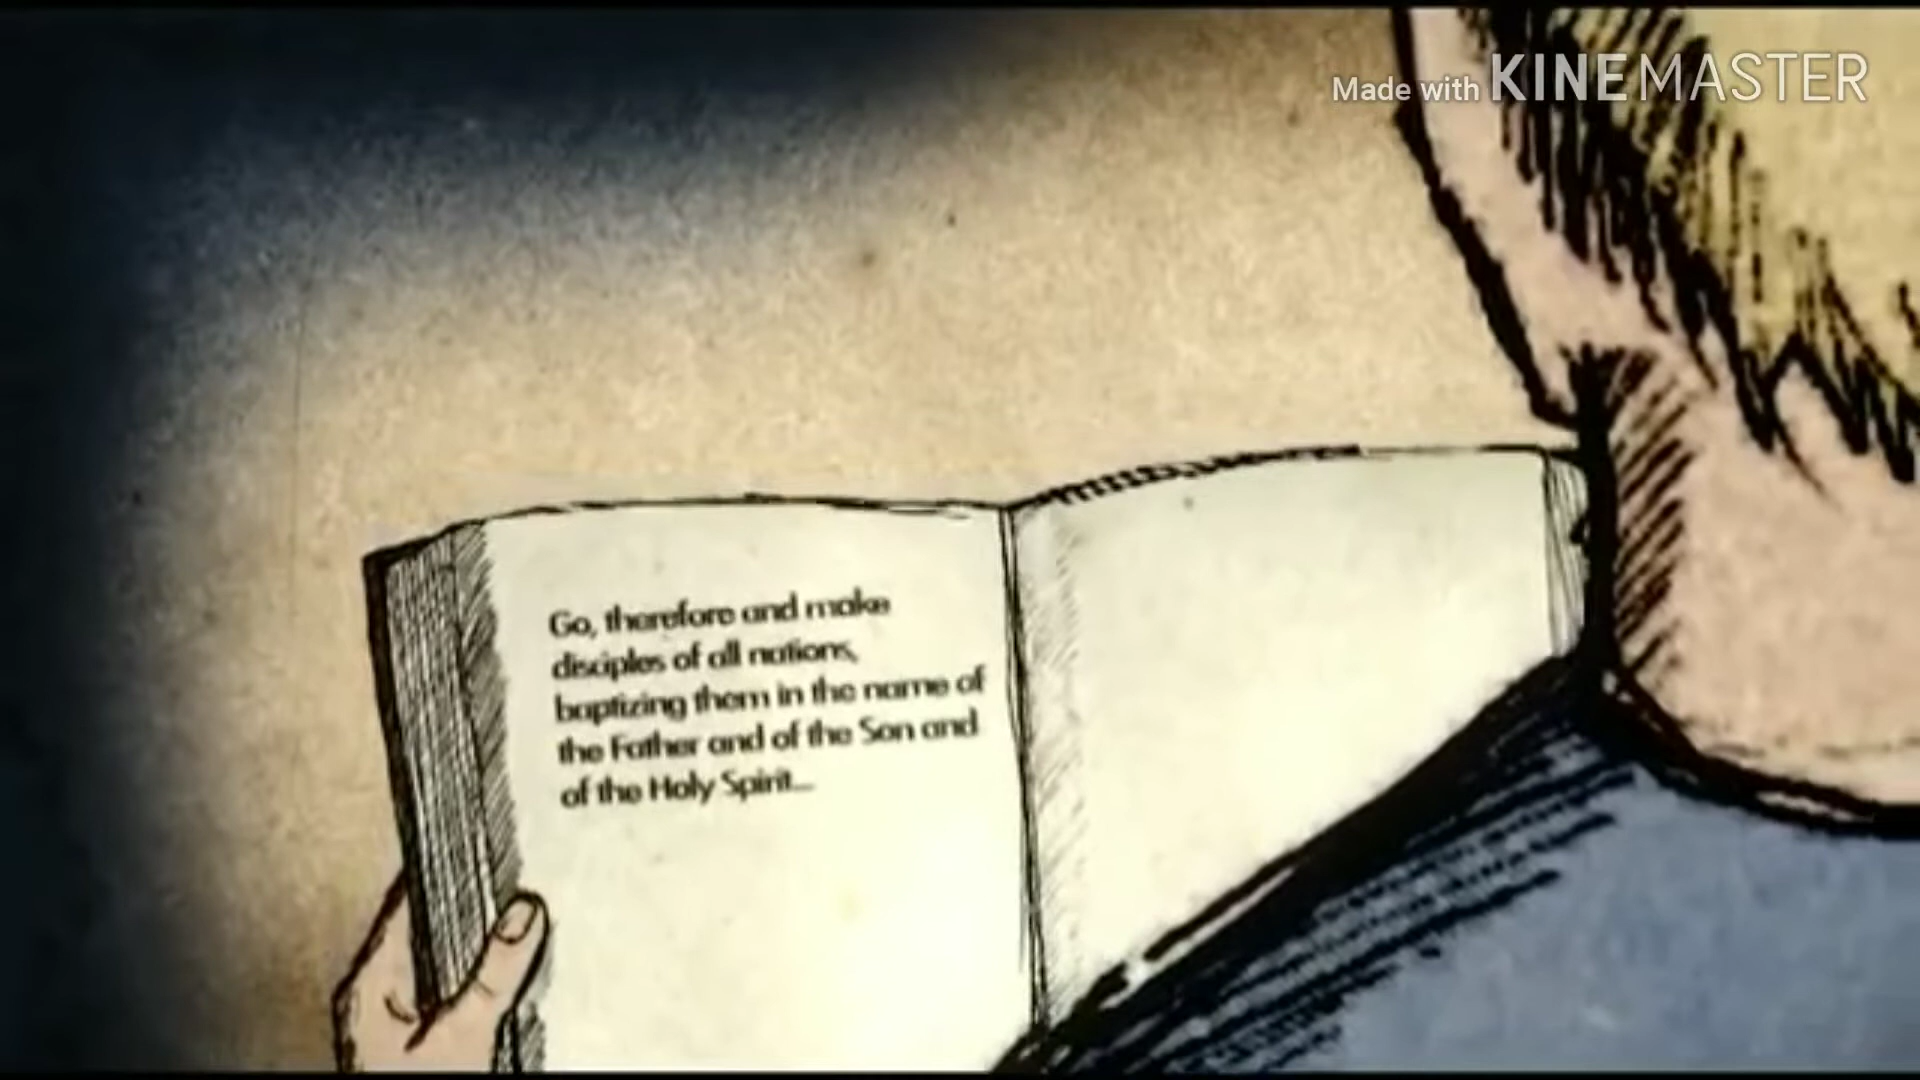 Made with KINEMASTER
Go, therefore and make
disciples of all nations,
baptizing them in the name of
the Father and of the Son and
of the Holy Spirit....